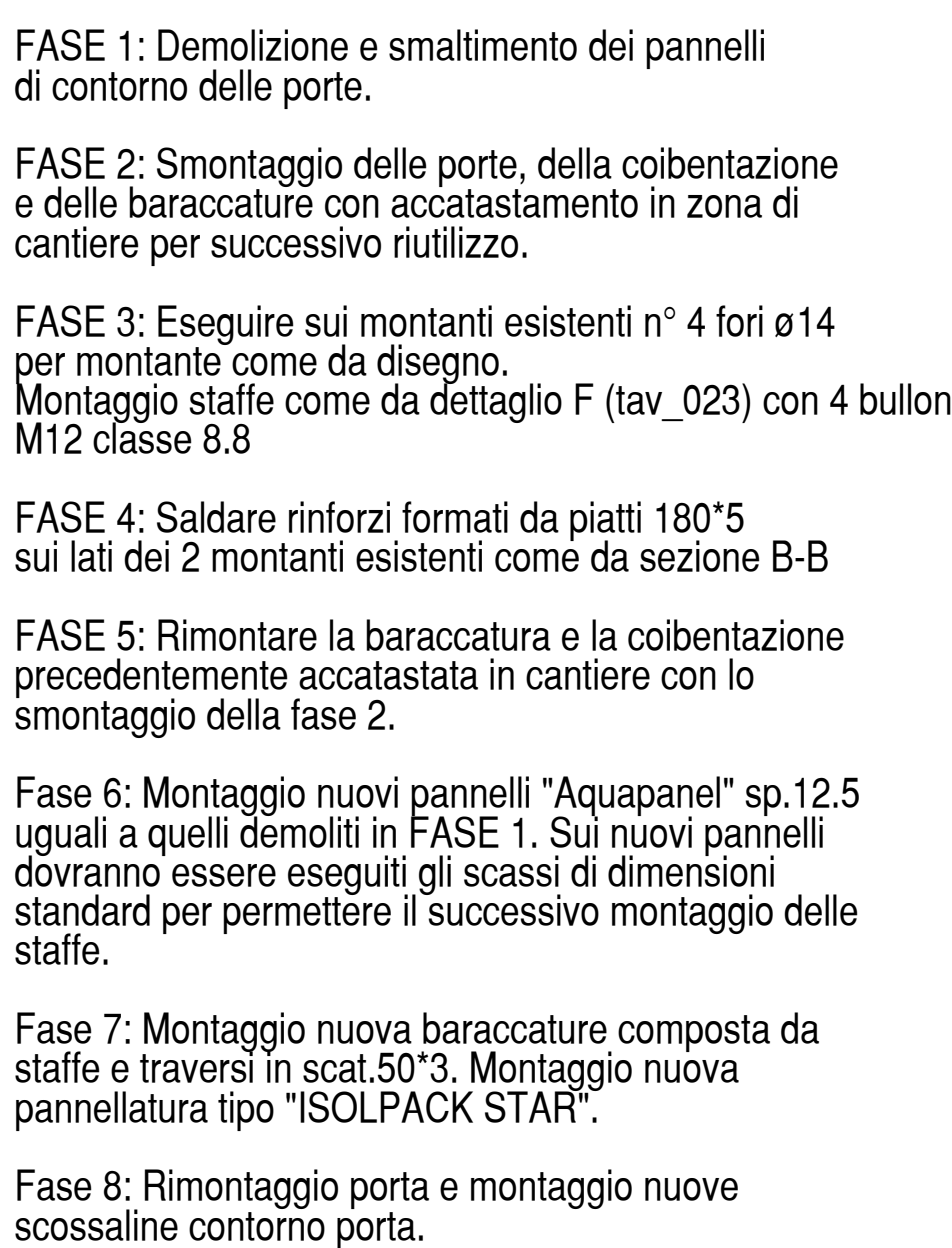 FASE 1: Demolizione e smaltimento dei pannelli
di contorno delle porte.
FASE 2: Smontaggio delle porte, della coibentazione
e delle baraccature con accatastamento in zona di
cantiere per successivo riutilizzo.
FASE 3: Eseguire sui montanti esistenti n° 4 fori ø14
per montante come da disegno.
Montaggio staffe come da dettaglio F (tav_023) con 4 bullon
M12 classe 8.8
FASE 4: Saldare rinforzi formati da piatti 180*5
sui lati dei 2 montanti esistenti come da sezione B-B
FASE 5: Rimontare la baraccatura e la coibentazione
precedentemente accatastata in cantiere con lo
smontaggio della fase 2.
Fase 6: Montaggio nuovi pannelli "Aquapanel" sp.12.5
uguali a quelli demoliti in FASE 1. Sui nuovi pannelli
dovranno essere eseguiti gli scassi di dimensioni
standard per permettere il successivo montaggio delle
staffe.
Fase 7: Montaggio nuova baraccature composta da
staffe e traversi in scat.50*3. Montaggio nuova
pannellatura tipo "ISOLPACK STAR".
Fase 8: Rimontaggio porta e montaggio nuove
scossaline contorno porta.